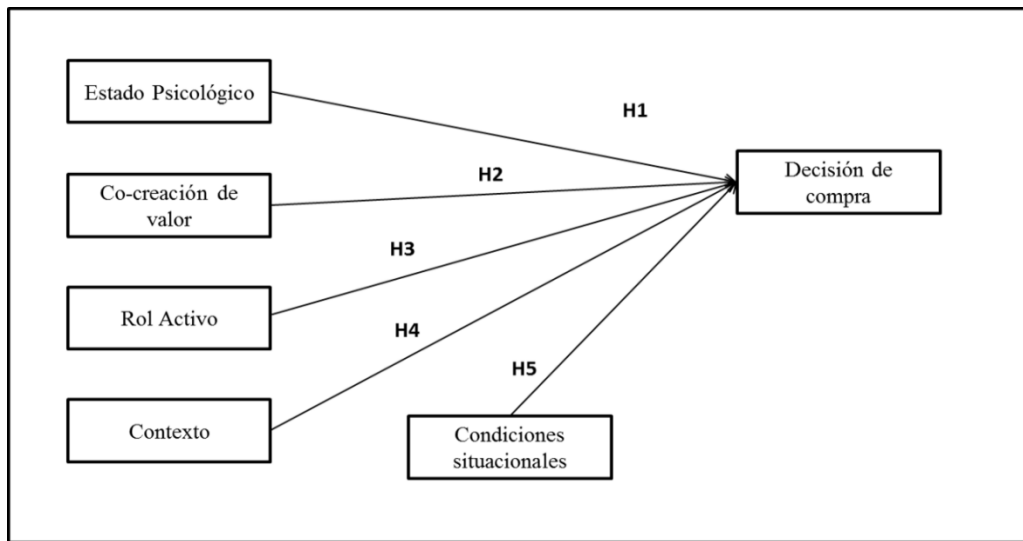 Estado Psicológico
H1
Co-creación de
valor
H2
Decisión de
compra
Rol Activo
H3
Contexto
H4
H5
Condiciones
situacionales